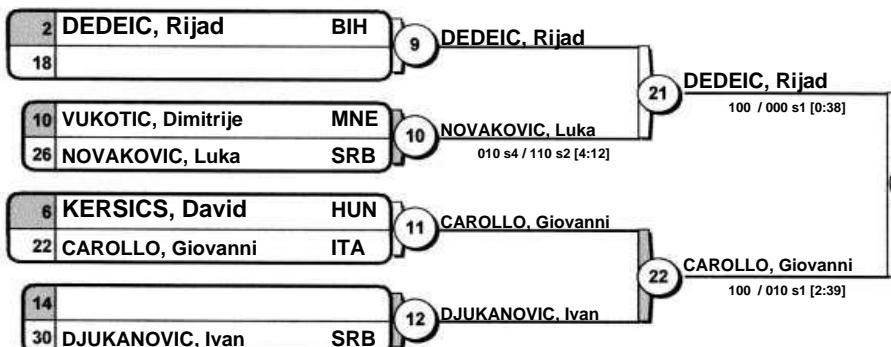 2 DEDEIC, Rijad BIH
18
9
DEDEIC, Rijad
10 VUKOTIC, Dimitrije MNE
26 NOVAKOVIC, Luka SRB
10
NOVAKOVIC, Luka
010 s4 / 110 s2 [4:12]
21
DEDEIC, Rijad
100 / 000 s1 [0:38]
6 KERSICS, David HUN
22 CAROLLO, Giovanni ITA
11
CAROLLO, Giovanni
14
30 DJUKANOVIC, Ivan SRB
12
DJUKANOVIC, Ivan
22
CAROLLO, Giovanni
100 / 010 s1 [2:39]